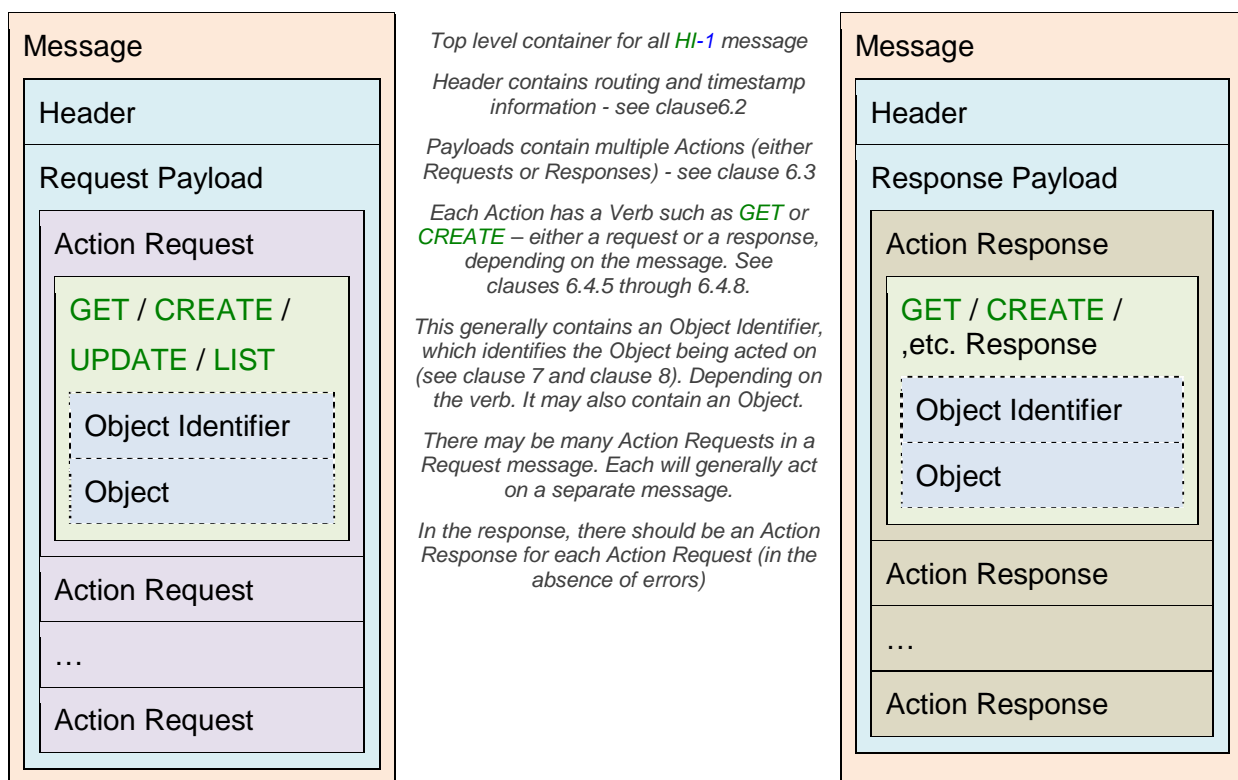 Message
Header
Request Payload
Action Request
GET / CREATE /
UPDATE / LIST
Object Identifier
Object
Action Request
…
Action Request
Top level container for all HI-1 message
Header contains routing and timestamp
information - see clause6.2
Payloads contain multiple Actions (either
Requests or Responses) - see clause 6.3
Each Action has a Verb such as GET or
CREATE – either a request or a response,
depending on the message. See
clauses 6.4.5 through 6.4.8.
This generally contains an Object Identifier,
which identifies the Object being acted on
(see clause 7 and clause 8). Depending on
the verb. It may also contain an Object.
There may be many Action Requests in a
Request message. Each will generally act
on a separate message.
In the response, there should be an Action
Response for each Action Request (in the
absence of errors)
Message
Header
Response Payload
Action Response
GET / CREATE /
,etc. Response
Object Identifier
Object
Action Response
…
Action Response